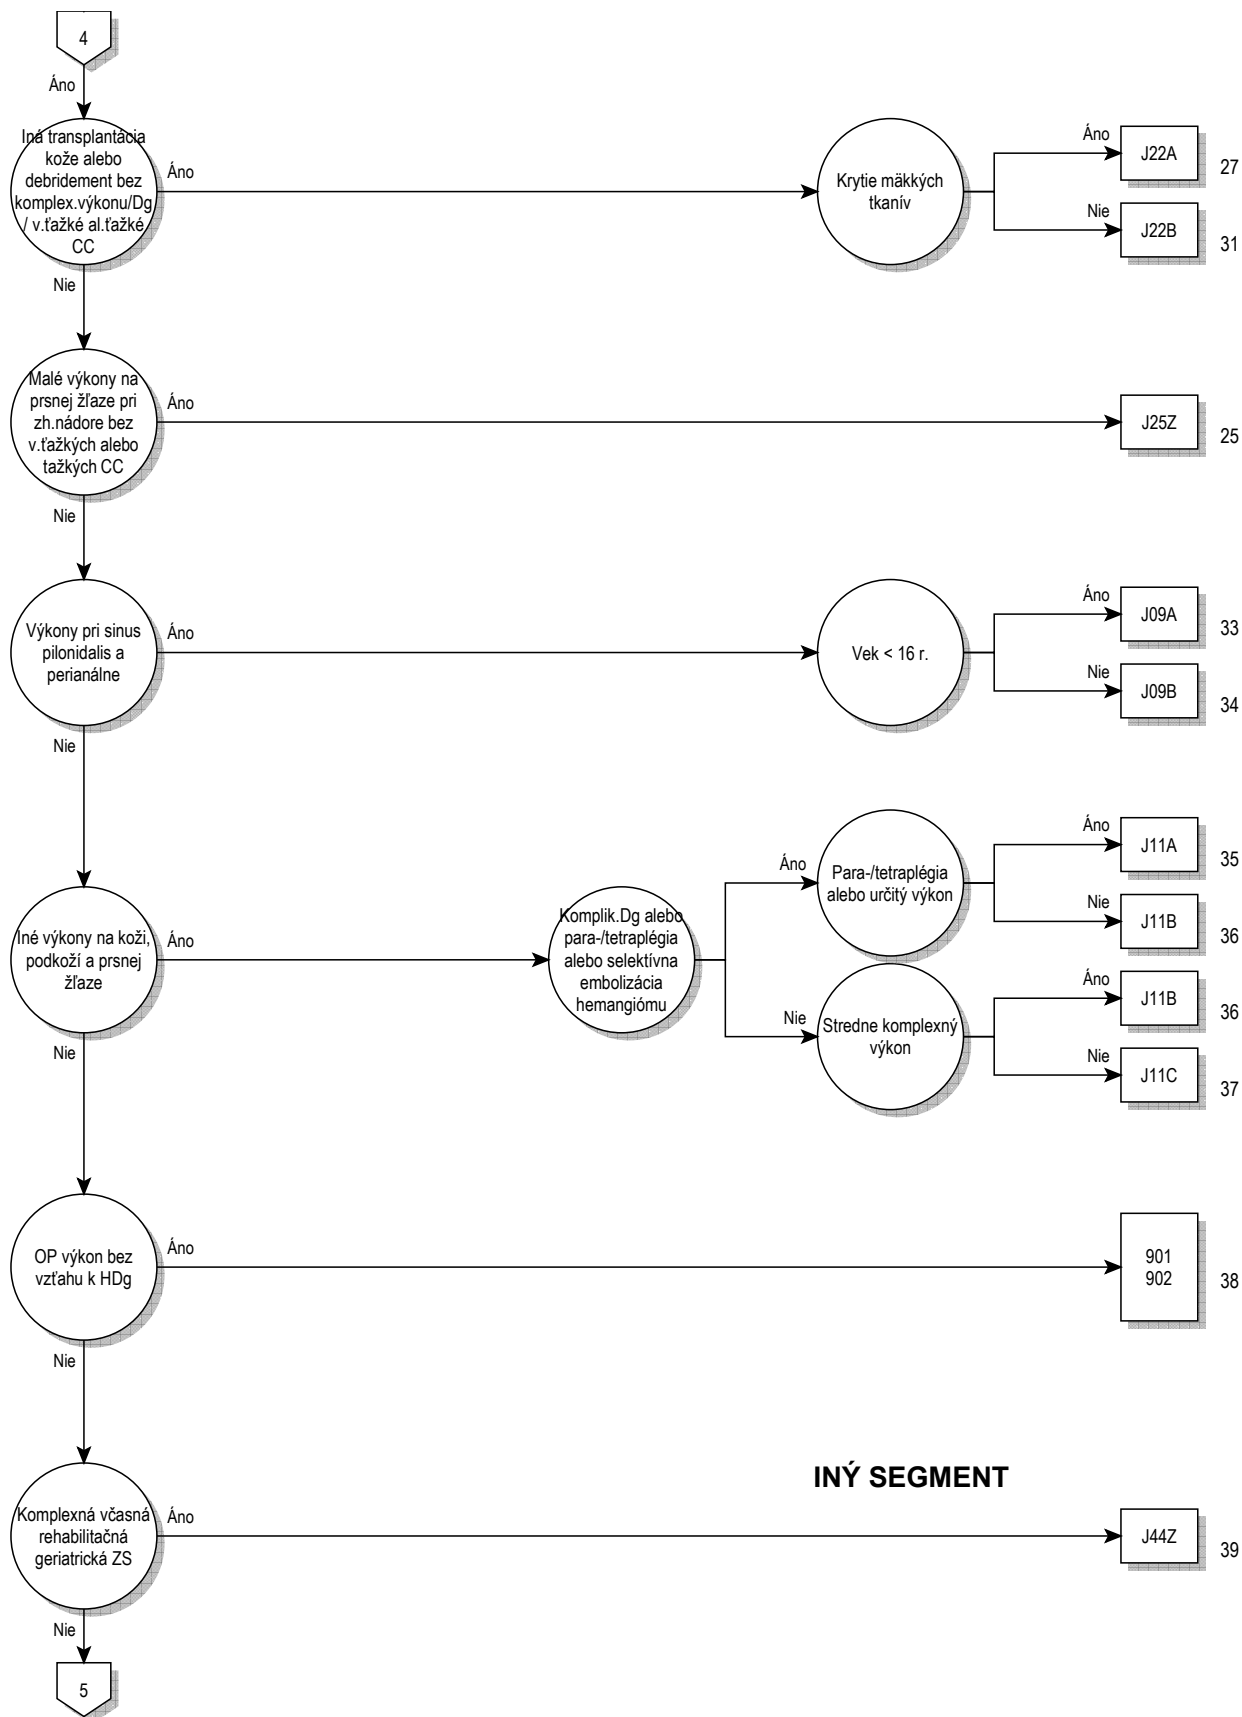 4
Áno
Iná transplantácia
kože alebo
debridement bez
komplex.výkonu/Dg
/ v.ťažké al.ťažké
CC
Áno
Krytie mäkkých
tkanív
Áno
J22A
27
Nie
J22B
31
Nie
Malé výkony na
prsnej žľaze pri
zh.nádore bez
v.ťažkých alebo
tažkých CC
Áno
J25Z
25
Nie
Výkony pri sinus
pilonidalis a
perianálne
Áno
Vek < 16 r.
Áno
J09A
33
Nie
J09B
34
Nie
Iné výkony na koži,
podkoží a prsnej
žľaze
Áno
Komplik.Dg alebo
para-/tetraplégia
alebo selektívna
embolizácia
hemangiómu
Áno
Para-/tetraplégia
alebo určitý výkon
Áno
J11A
35
Nie
J11B
36
Nie
Stredne komplexný
výkon
Áno
J11B
36
Nie
J11C
37
Nie
OP výkon bez
vzťahu k HDg
Áno
901
902
38
Nie
INÝ SEGMENT
Komplexná včasná
rehabilitačná
geriatrická ZS
Áno
J44Z
39
Nie
5